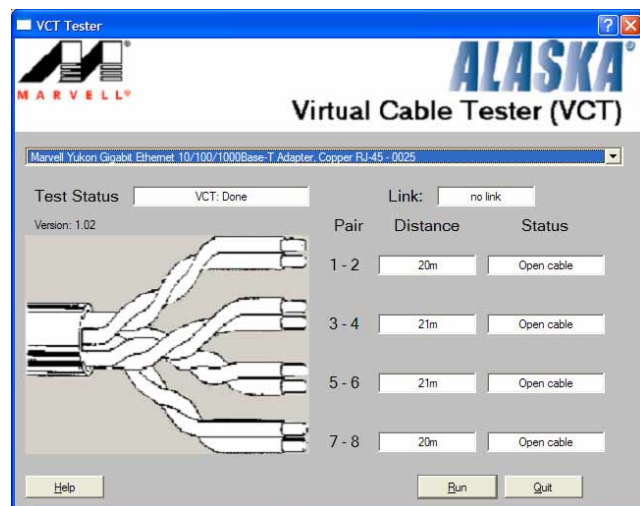 VCT Tester
MARVELL®
ALASKA®
Virtual Cable Tester (VCT)
Marvell Yukon Gigabit Ethernet 10/100/1000Base-T Adapter, Copper RJ-45 - 0025
Test Status VCT: Done Link: no link
Version: 1.02 Pair Distance Status
1 - 2 20m Open cable
3 - 4 21m Open cable
5 - 6 21m Open cable
7 - 8 20m Open cable
Help Run Quit